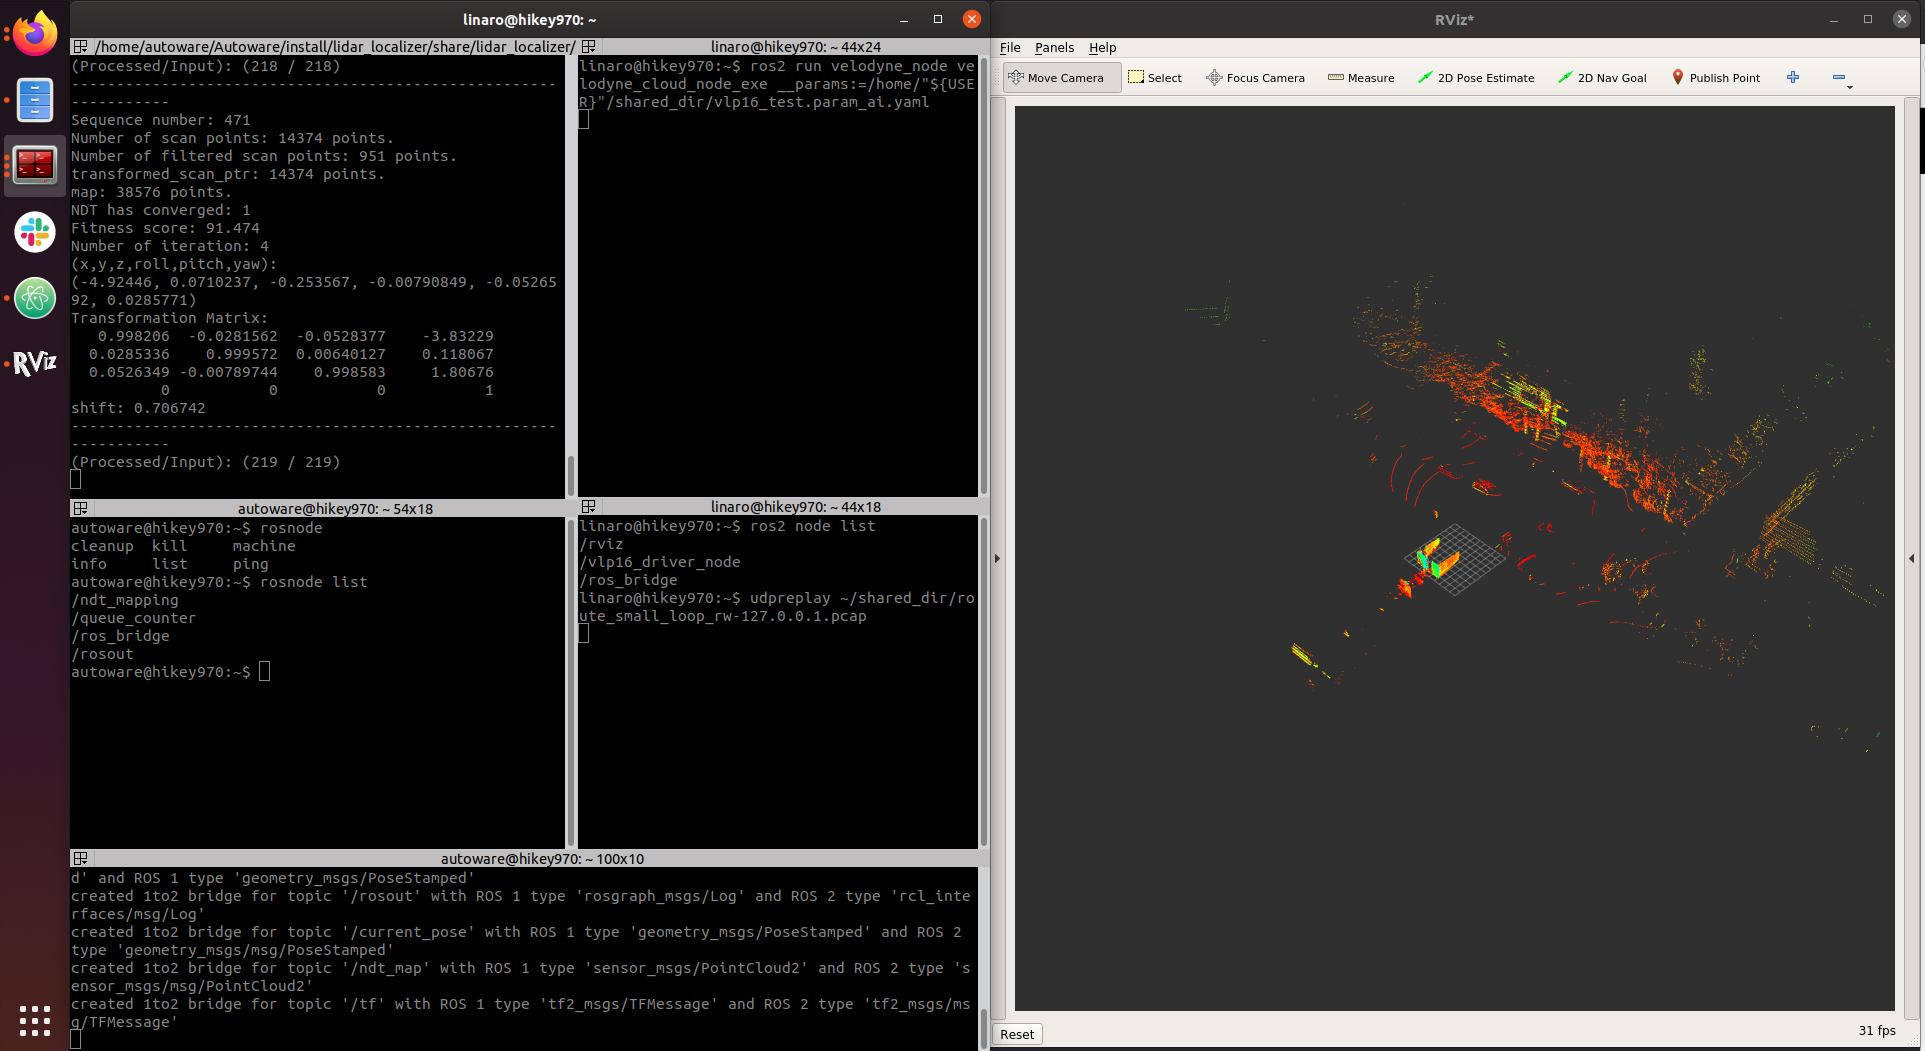 linaro@hikey970: ~
/home/autoware/Autoware/install/lidar_localizer/share/lidar_localizer/
(Processed/Input): (218 / 218)
------------------------------------------------------
-----------
Sequence number: 471
Number of scan points: 14374 points.
Number of filtered scan points: 951 points.
transformed_scan_ptr: 14374 points.
map: 38576 points.
NDT has converged: 1
Fitness score: 91.474
Number of iteration: 4
(x,y,z,roll,pitch,yaw):
(-4.92446, 0.0710237, -0.253567, -0.00790849, -0.05265
92, 0.0285771)
Transformation Matrix:
0.998206 -0.0281562 -0.0528377 -3.83229
0.0285336 0.999572 0.00640127 0.118067
0.0526349 -0.00789744 0.998583 1.80676
0 0 0 1
shift: 0.706742
------------------------------------------------------
-----------
(Processed/Input): (219 / 219)
linaro@hikey970: ~ 44x24
linaro@hikey970:~$ ros2 run velodyne_node ve
lodyne_cloud_node_exe __params:=/home/"${USE
R}"/shared_dir/vlp16_test.param_ai.yaml
autoware@hikey970: ~ 54x18
autoware@hikey970:~$ rosnode
cleanup kill machine
info list ping
autoware@hikey970:~$ rosnode list
/ndt_mapping
/queue_counter
/ros_bridge
/rosout
autoware@hikey970:~$
linaro@hikey970: ~ 44x18
linaro@hikey970:~$ ros2 node list
/rviz
/vlp16_driver_node
/ros_bridge
linaro@hikey970:~$ udpreplay ~/shared_dir/ro
ute_small_loop_rw-127.0.0.1.pcap
autoware@hikey970: ~ 100x10
d' and ROS 1 type 'geometry_msgs/PoseStamped'
created 1to2 bridge for topic '/rosout' with ROS 1 type 'rosgraph_msgs/Log' and ROS 2 type 'rcl_inte
rfaces/msg/Log'
created 1to2 bridge for topic '/current_pose' with ROS 1 type 'geometry_msgs/PoseStamped' and ROS 2
type 'geometry_msgs/msg/PoseStamped'
created 1to2 bridge for topic '/ndt_map' with ROS 1 type 'sensor_msgs/PointCloud2' and ROS 2 type 's
ensor_msgs/msg/PointCloud2'
created 1to2 bridge for topic '/tf' with ROS 1 type 'tf2_msgs/TFMessage' and ROS 2 type 'tf2_msgs/ms
g/TFMessage'
RViz
RViz*
File Panels Help
Move Camera Select Focus Camera Measure 2D Pose Estimate 2D Nav Goal Publish Point
Reset
31 fps